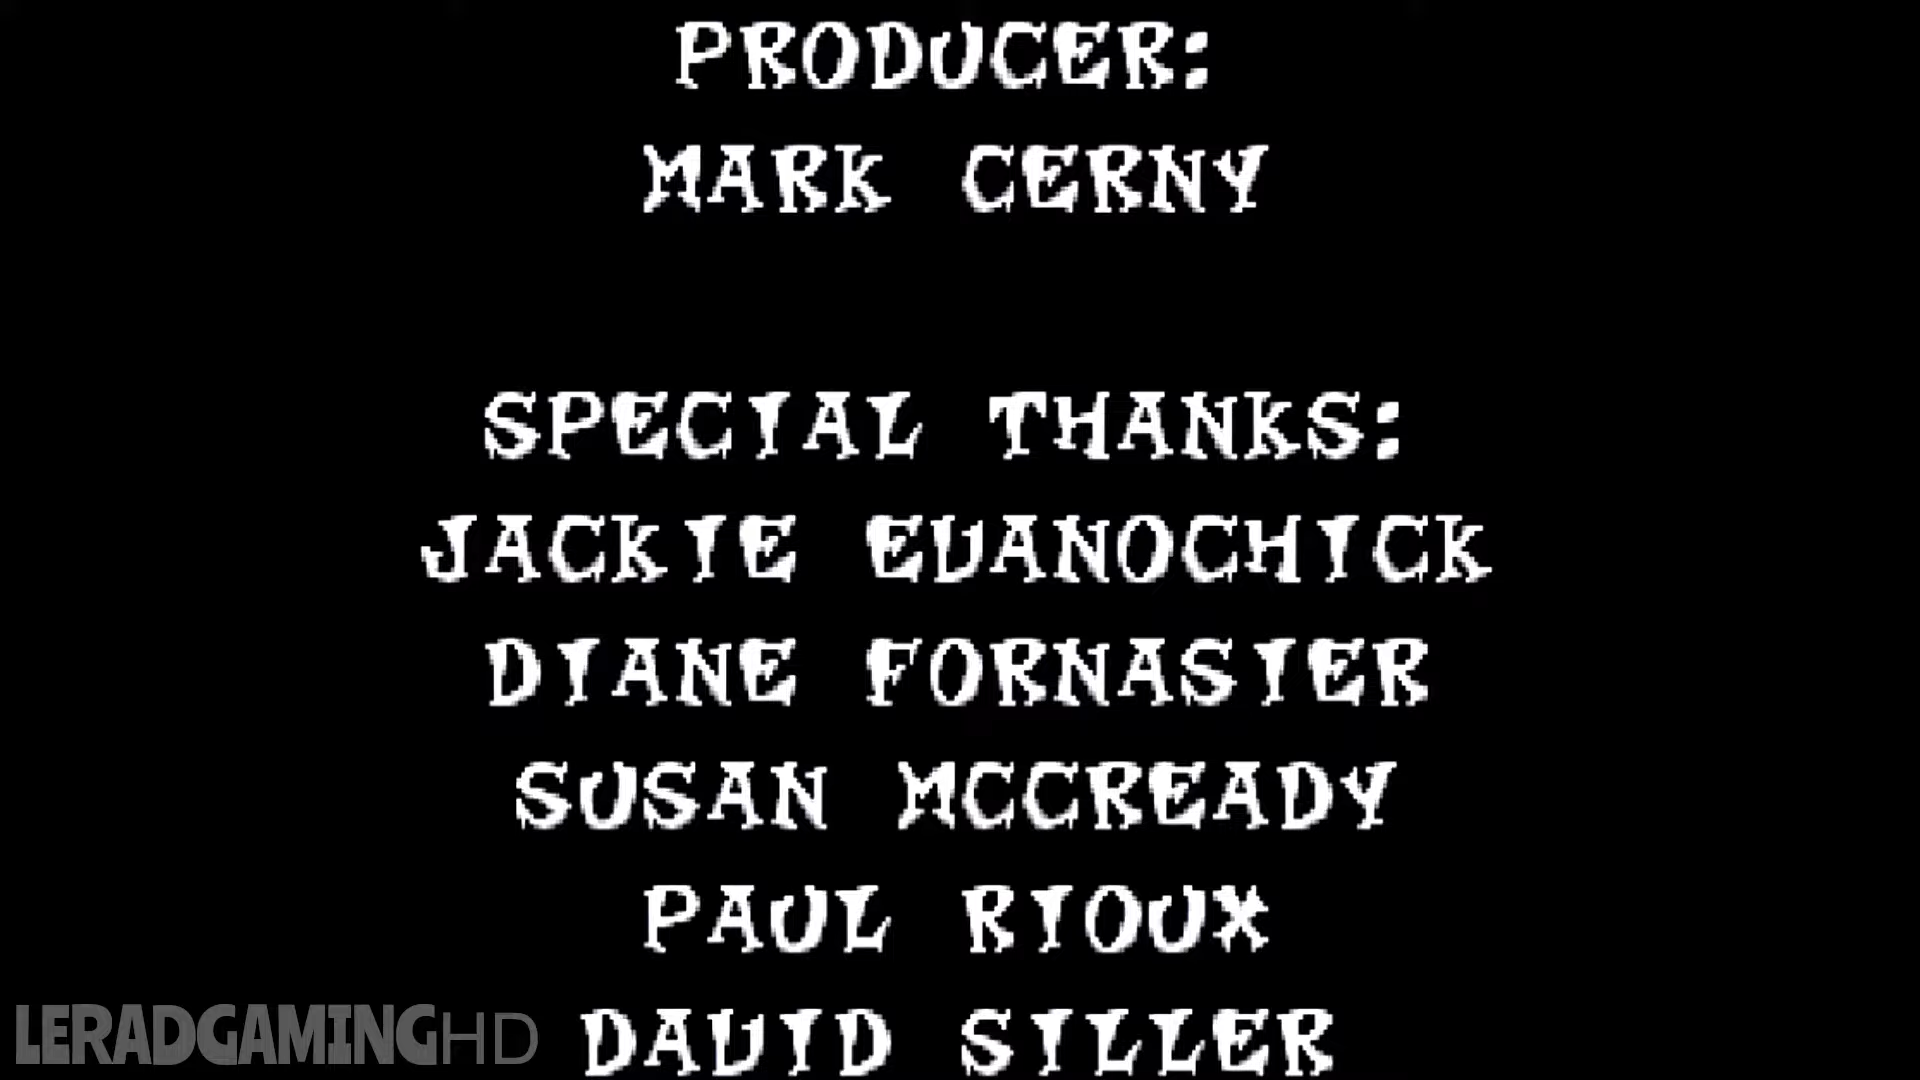 PRODUCER:
MARK CERNY
SPECIAL THANKS:
JACKIE EVANOCHICK
DIANE FORNASIER
SUSAN MCCREADY
PAUL RIOUX
DAVID SILLER
LERADGAMINGHD